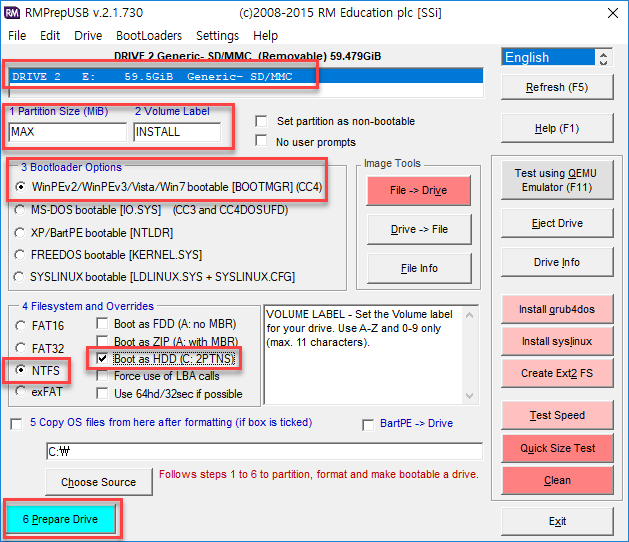 RMPrepUSB v.2.1.730 (c)2008-2015 RM Education plc [SSi]
File Edit Drive BootLoaders Settings Help
DRIVE 2 Generic- SD/MMC (Removable) 59.479GiB
DRIVE 2 E: 59.5GiB Generic- SD/MMC
English
Refresh (F5)
1 Partition Size (MiB) 2 Volume Label
MAX INSTALL
Set partition as non-bootable
No user prompts
Help (F1)
3 Bootloader Options
WinPEv2/WinPEv3/Vista/Win7 bootable [BOOTMGR] (CC4)
MS-DOS bootable [IO.SYS] (CC3 and CC4DOSUFD)
XP/BartPE bootable [NTLDR]
FREEDOS bootable [KERNEL.SYS]
SYSLINUX bootable [LDLINUX.SYS + SYSLINUX.CFG]
Image Tools
File -> Drive
Drive -> File
File Info
Test using QEMU
Emulator (F11)
Eject Drive
Drive Info
4 Filesystem and Overrides
FAT16
FAT32
NTFS
exFAT
Boot as FDD (A: no MBR)
Boot as ZIP (A: with MBR)
Boot as HDD (C: 2PTNS)
Force use of LBA calls
Use 64hd/32sec if possible
VOLUME LABEL - Set the Volume label
for your drive. Use A-Z and 0-9 only
(max. 11 characters).
Install grub4dos
Install syslinux
Create Ext2 FS
Test Speed
Quick Size Test
Clean
5 Copy OS files from here after formatting (if box is ticked)
BartPE -> Drive
C:₩
Choose Source
Follows steps 1 to 6 to partition, format and make bootable a drive.
6 Prepare Drive
Exit